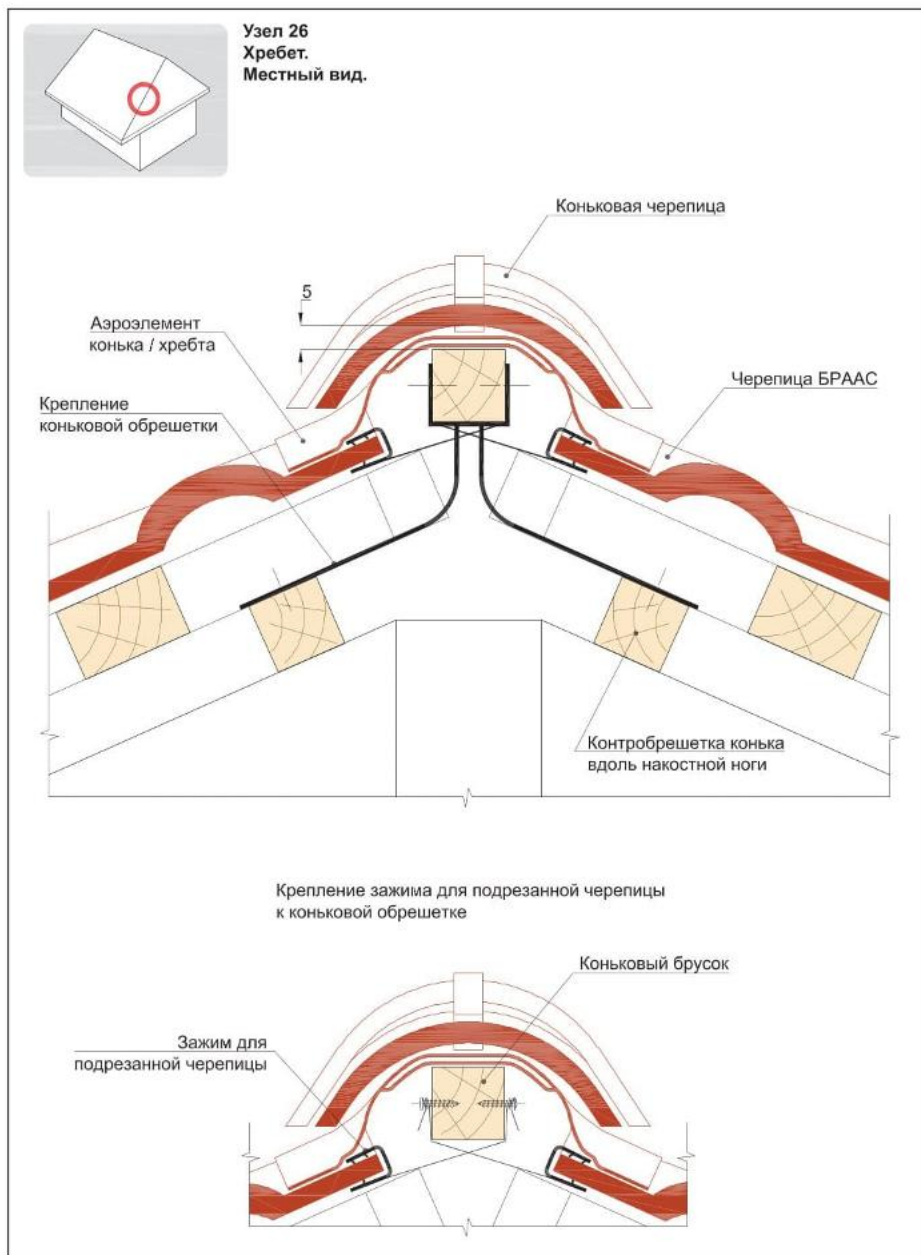 Узел 26
Хребет.
Местный вид.
Коньковая черепица
5
Аэроэлемент
конька / хребта
Черепица БРААС
Крепление
коньковой обрешетки
Контробрешетка конька
вдоль накостной ноги
Крепление зажима для подрезанной черепицы
к коньковой обрешетке
Коньковый брусок
Зажим для
подрезанной черепицы